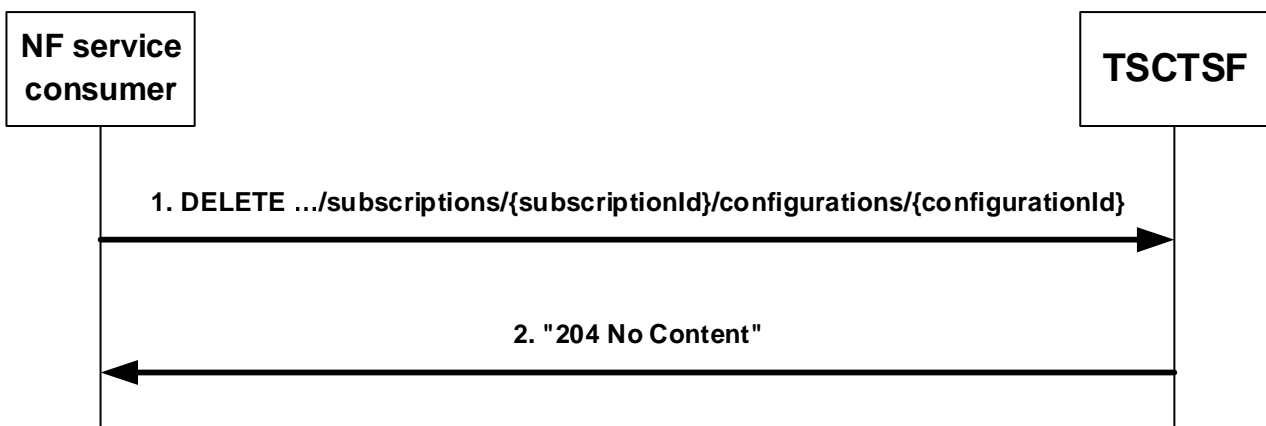 NF service
consumer
TSCTSF
1. DELETE .../subscriptions/{subscriptionId}/configurations/{configurationId}
2. "204 No Content"